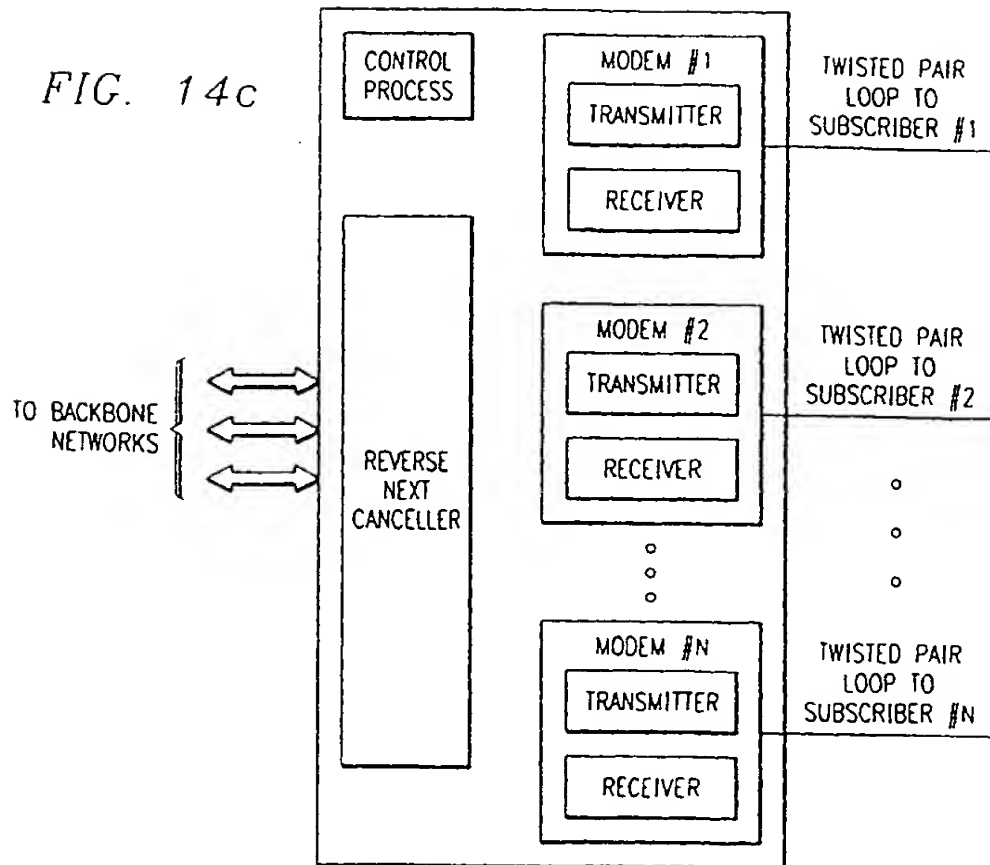 FIG. 14c
CONTROL
PROCESS
REVERSE
NEXT
CANCELLER
TO BACKBONE
NETWORKS
MODEM #1
TRANSMITTER
RECEIVER
TWISTED PAIR
LOOP TO
SUBSCRIBER #1
MODEM #2
TRANSMITTER
RECEIVER
TWISTED PAIR
LOOP TO
SUBSCRIBER #2
MODEM #N
TRANSMITTER
RECEIVER
TWISTED PAIR
LOOP TO
SUBSCRIBER #N